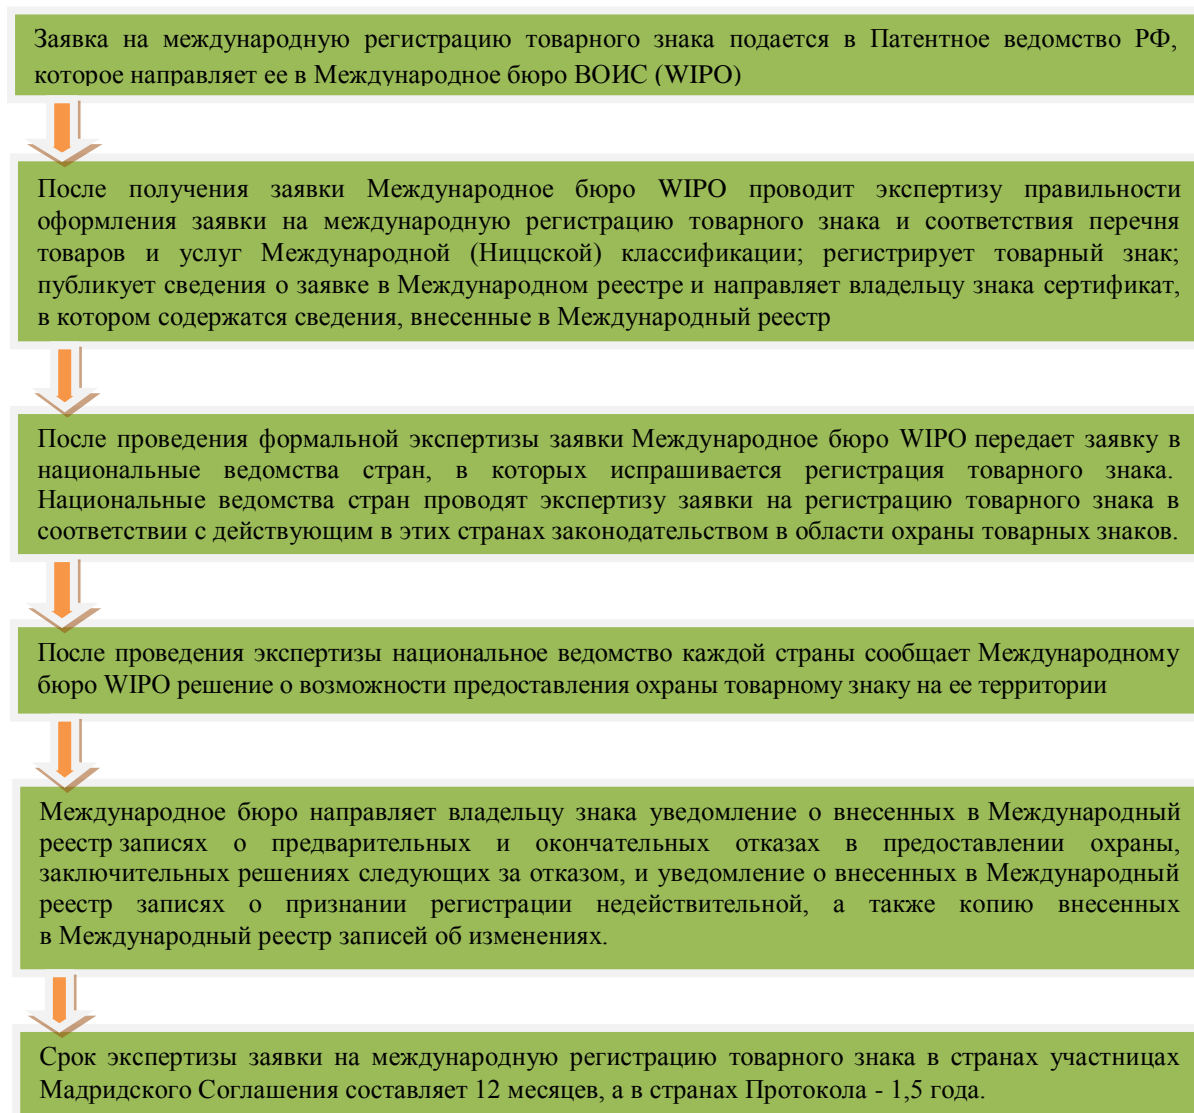 Заявка на международную регистрацию товарного знака подается в Патентное ведомство РФ,
которое направляет ее в Международное бюро ВОИС (WIPO)
После получения заявки Международное бюро WIPO проводит экспертизу правильности
оформления заявки на международную регистрацию товарного знака и соответствия перечня
товаров и услуг Международной (Ниццской) классификации; регистрирует товарный знак;
публикует сведения о заявке в Международном реестре и направляет владельцу знака сертификат,
в котором содержатся сведения, внесенные в Международный реестр
После проведения формальной экспертизы заявки Международное бюро WIPO передает заявку в
национальные ведомства стран, в которых испрашивается регистрация товарного знака.
Национальные ведомства стран проводят экспертизу заявки на регистрацию товарного знака в
соответствии с действующим в этих странах законодательством в области охраны товарных знаков.
После проведения экспертизы национальное ведомство каждой страны сообщает Международному
бюро WIPO решение о возможности предоставления охраны товарному знаку на ее территории
Международное бюро направляет владельцу знака уведомление о внесенных в Международный
реестр записях о предварительных и окончательных отказах в предоставлении охраны,
заключительных решениях следующих за отказом, и уведомление о внесенных в Международный
реестр записях о признании регистрации недействительной, а также копию внесенных
в Международный реестр записей об изменениях.
Срок экспертизы заявки на международную регистрацию товарного знака в странах участницах
Мадридского Соглашения составляет 12 месяцев, а в странах Протокола - 1,5 года.